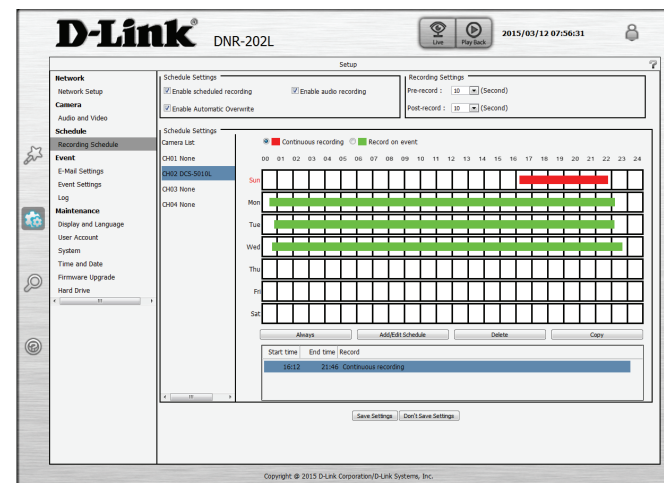 D-Link®
DNR-202L
Live
Play Back
2015/03/12 07:56:31
Setup
?
Network
Network Setup
Camera
Audio and Video
Schedule
Recording Schedule
Event
E-Mail Settings
Event Settings
Log
Maintenance
Display and Language
User Account
System
Time and Date
Firmware Upgrade
Hard Drive
Schedule Settings
Enable scheduled recording
Enable audio recording
Enable Automatic Overwrite
Recording Settings
Pre-record : 10 (Second)
Post-record : 10 (Second)
Schedule Settings
Camera List
CH01 None
CH02 DCS-5010L
CH03 None
CH04 None
Continuous recording
Record on event
00 01 02 03 04 05 06 07 08 09 10 11 12 13 14 15 16 17 18 19 20 21 22 23 24
Sun
Mon
Tue
Wed
Thu
Fri
Sat
Always
Add/Edit Schedule
Delete
Copy
Start time End time Record
16:12 21:46 Continuous recording
Save Settings
Don't Save Settings
Copyright © 2015 D-Link Corporation/D-Link Systems, Inc.